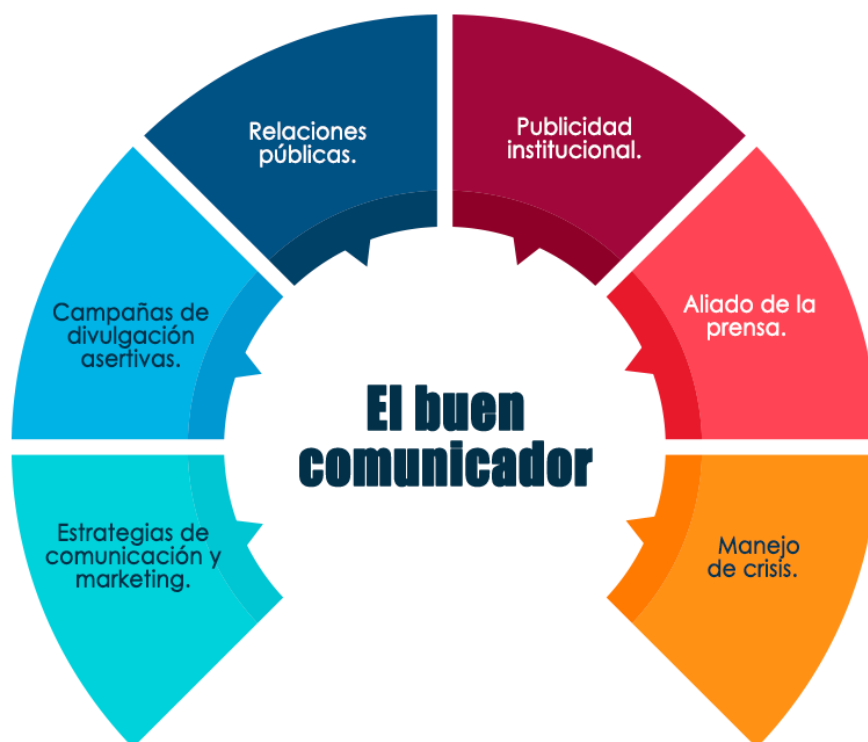 Relaciones
públicas.
Publicidad
institucional.
Campañas de
divulgación
asertivas.
Aliado de la
prensa.
El buen
comunicador
Estrategias de
comunicación y
marketing.
Manejo
de crisis.